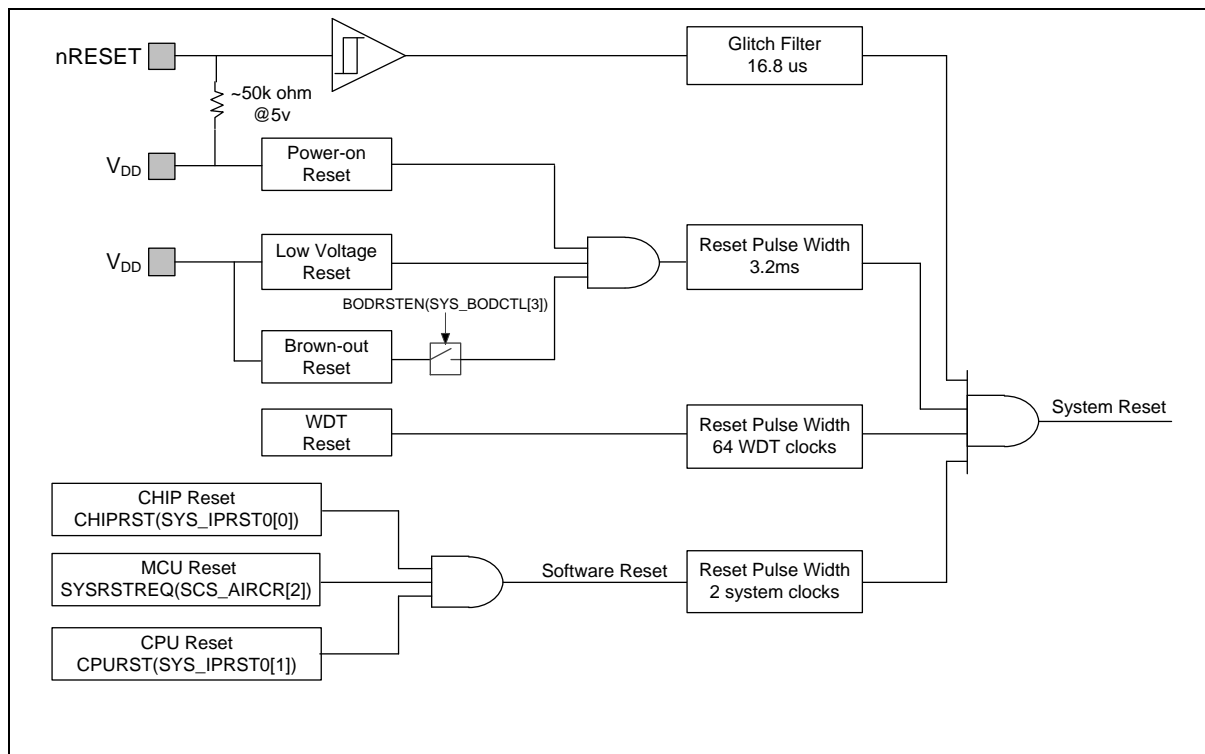 nRESET
~50k ohm
@5v
Glitch Filter
16.8 us
VDD
Power-on
Reset
VDD
Low Voltage
Reset
Reset Pulse Width
3.2ms
BODRSTEN(SYS_BODCTL[3])
Brown-out
Reset
WDT
Reset
Reset Pulse Width
64 WDT clocks
System Reset
CHIP Reset
CHIPRST(SYS_IPRST0[0])
MCU Reset
SYSRSTREQ(SCS_AIRCR[2])
Software Reset
Reset Pulse Width
2 system clocks
CPU Reset
CPURST(SYS_IPRST0[1])